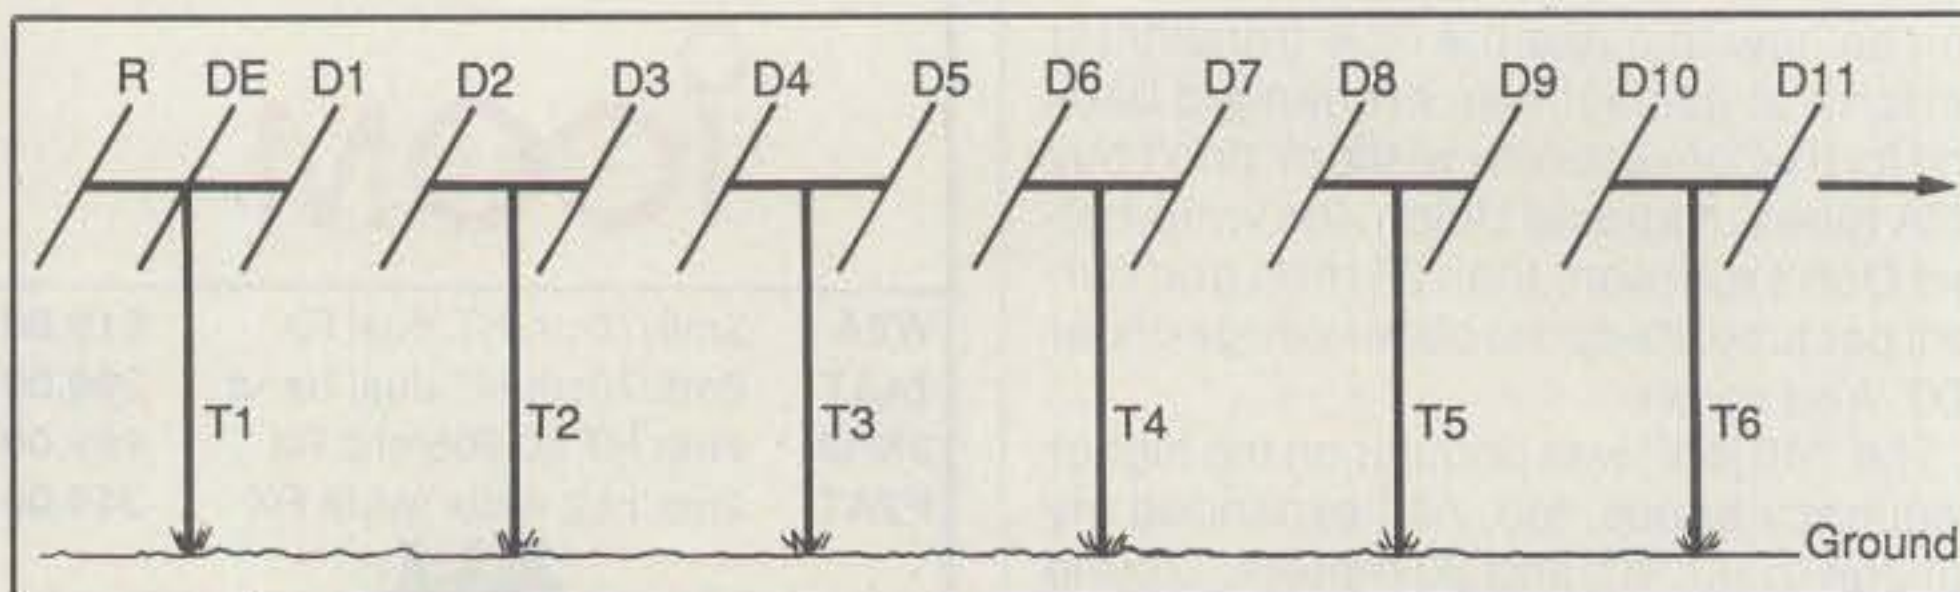 R DE D1 D2 D3 D4 D5 D6 D7 D8 D9 D10 D11
T1 T2 T3 T4 T5 T6
Ground